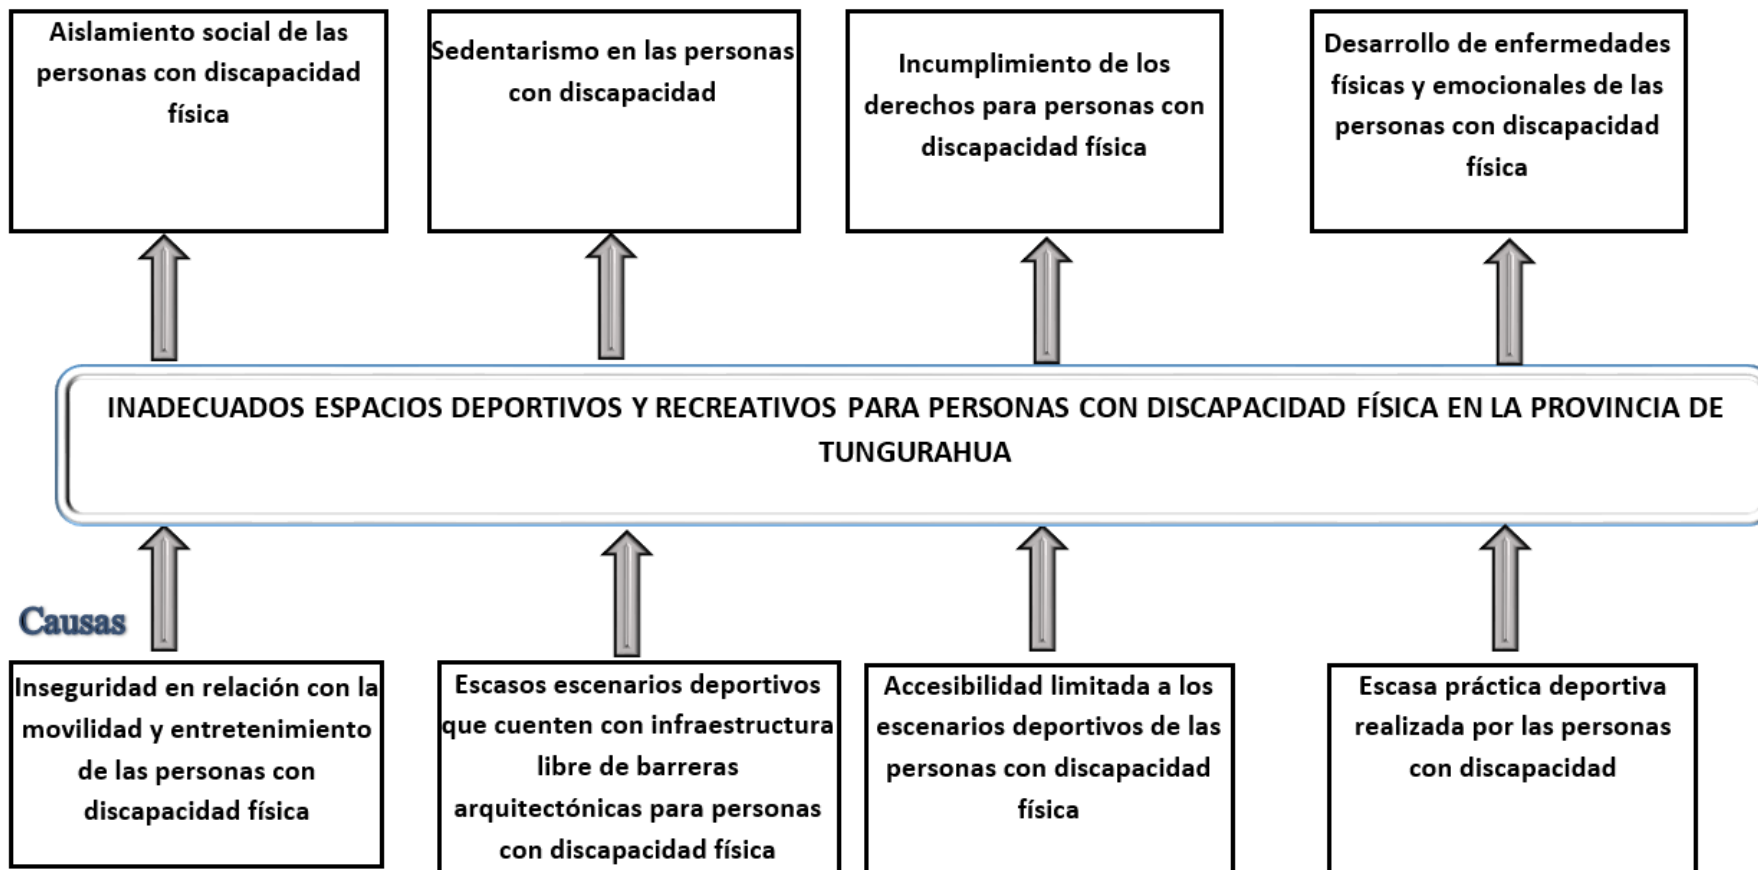 Aislamiento social de las
personas con discapacidad
física
Sedentarismo en las personas
con discapacidad
Incumplimiento de los
derechos para personas con
discapacidad física
Desarrollo de enfermedades
físicas y emocionales de las
personas con discapacidad
física
INADECUADOS ESPACIOS DEPORTIVOS Y RECREATIVOS PARA PERSONAS CON DISCAPACIDAD FÍSICA EN LA PROVINCIA DE
TUNGURAHUA
Causas
Inseguridad en relación con la
movilidad y entretenimiento
de las personas con
discapacidad física
Escasos escenarios deportivos
que cuenten con infraestructura
libre de barreras
arquitectónicas para personas
con discapacidad física
Accesibilidad limitada a los
escenarios deportivos de las
personas con discapacidad
física
Escasa práctica deportiva
realizada por las personas
con discapacidad